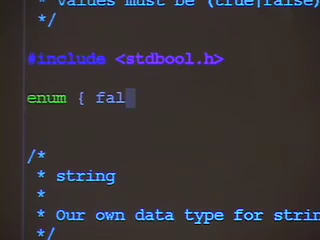 * values must be (true|false)
*/
#include <stdbool.h>
enum { fal
/*
* string
*
* Our own data type for strin
*/